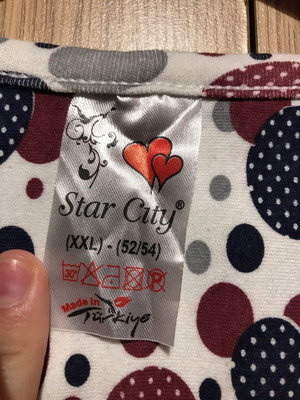 Star City®
(XXL) - (52/54)
30°
Made in
Türkiye